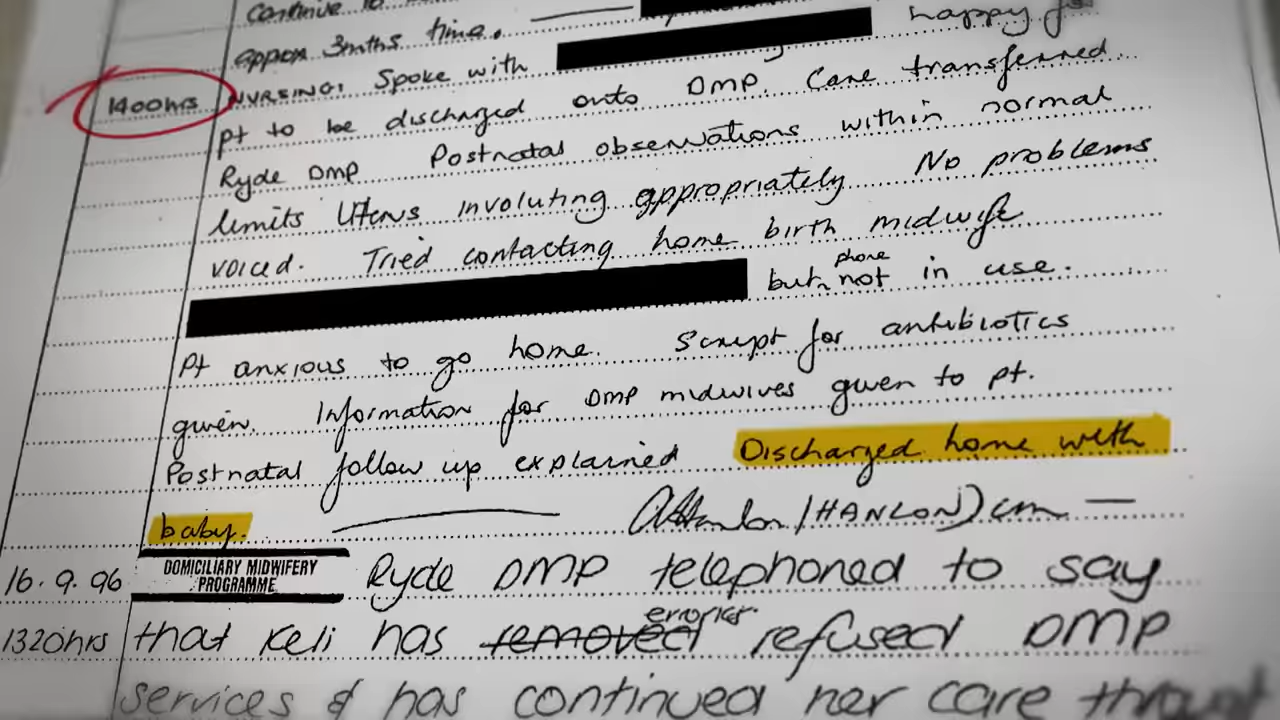 Continue to
approx 3mths time.
1400hrs NURSING: Spoke with happy for
pt to be discharged onto DMP. Care transferred
Ryde DMP Postnatal observations within normal
limits Uterus involuting appropriately No problems
voiced. Tried contacting home birth midwife
but phone not in use.
Pt anxious to go home. Script for antibiotics
given. Information for DMP midwives given to pt.
Postnatal follow up explained Discharged home with
baby. (HANLON) cm
16.9.96 DOMICILIARY MIDWIFERY
PROGRAMME Ryde DMP telephoned to say
1320hrs that Keli has removed error refused DMP
services & has continued her care through